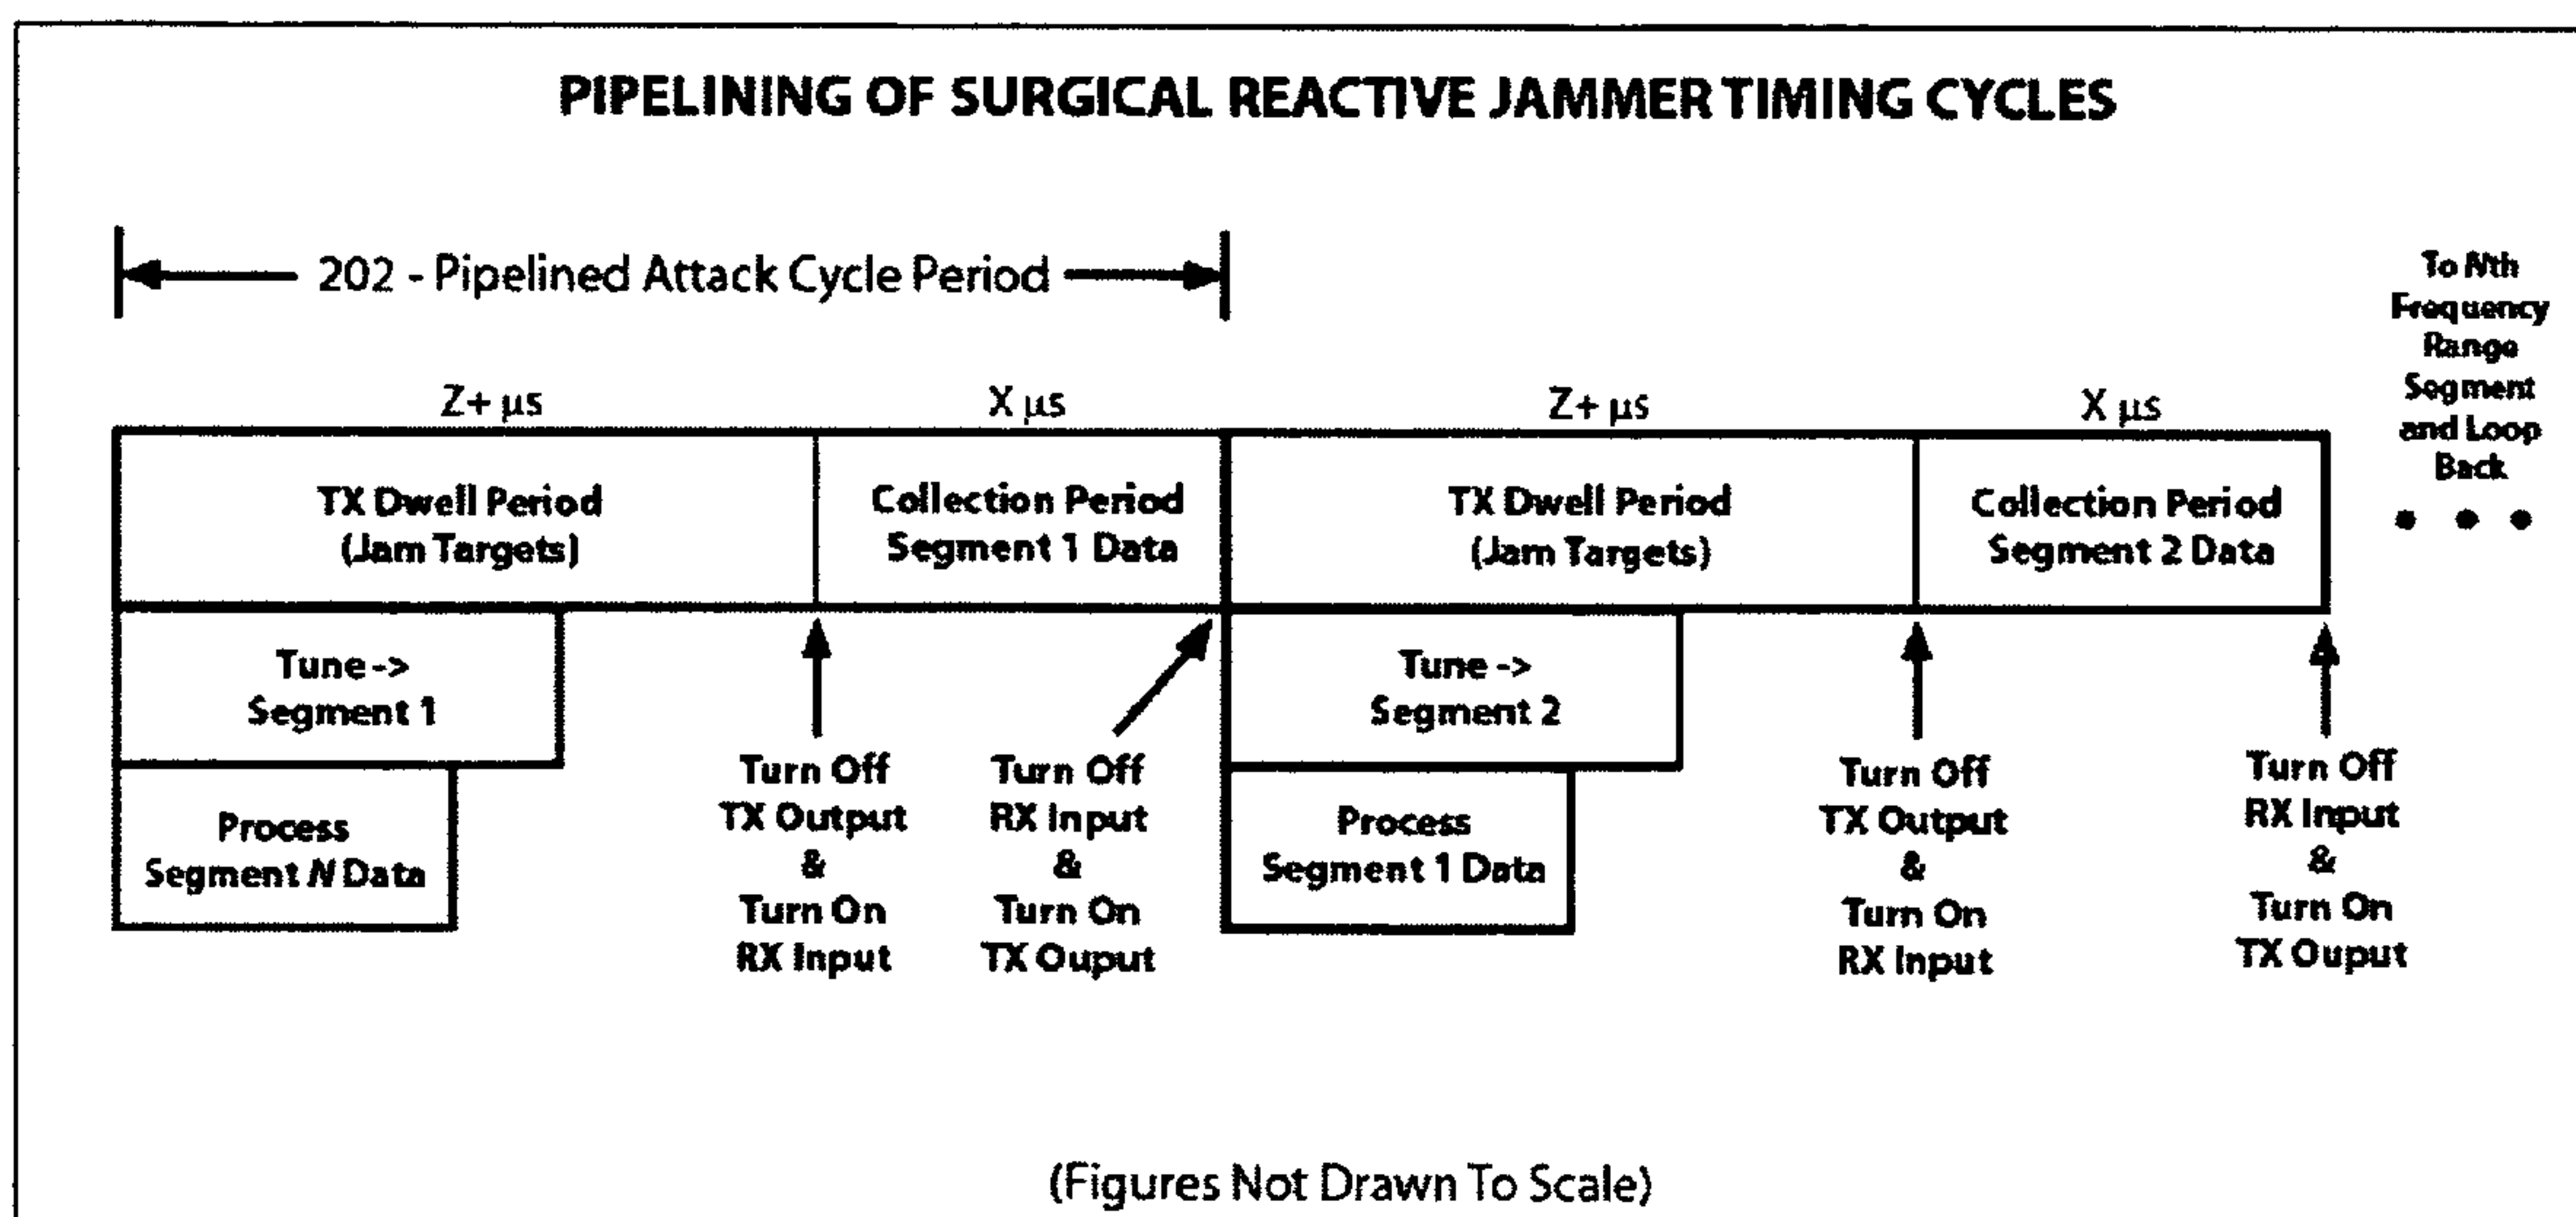 PIPELINING OF SURGICAL REACTIVE JAMMER TIMING CYCLES
202 - Pipelined Attack Cycle Period
To Nth
Frequency
Range
Segment
and Loop
Back
• • •
Z+ µs
X µs
Z+ µs
X µs
TX Dwell Period
(Jam Targets)
Collection Period
Segment 1 Data
TX Dwell Period
(Jam Targets)
Collection Period
Segment 2 Data
Tune ->
Segment 1
Process
Segment N Data
Turn Off
TX Output
&
Turn On
RX Input
Turn Off
RX Input
&
Turn On
TX Ouput
Tune ->
Segment 2
Process
Segment 1 Data
Turn Off
TX Output
&
Turn On
RX Input
Turn Off
RX Input
&
Turn On
TX Ouput
(Figures Not Drawn To Scale)